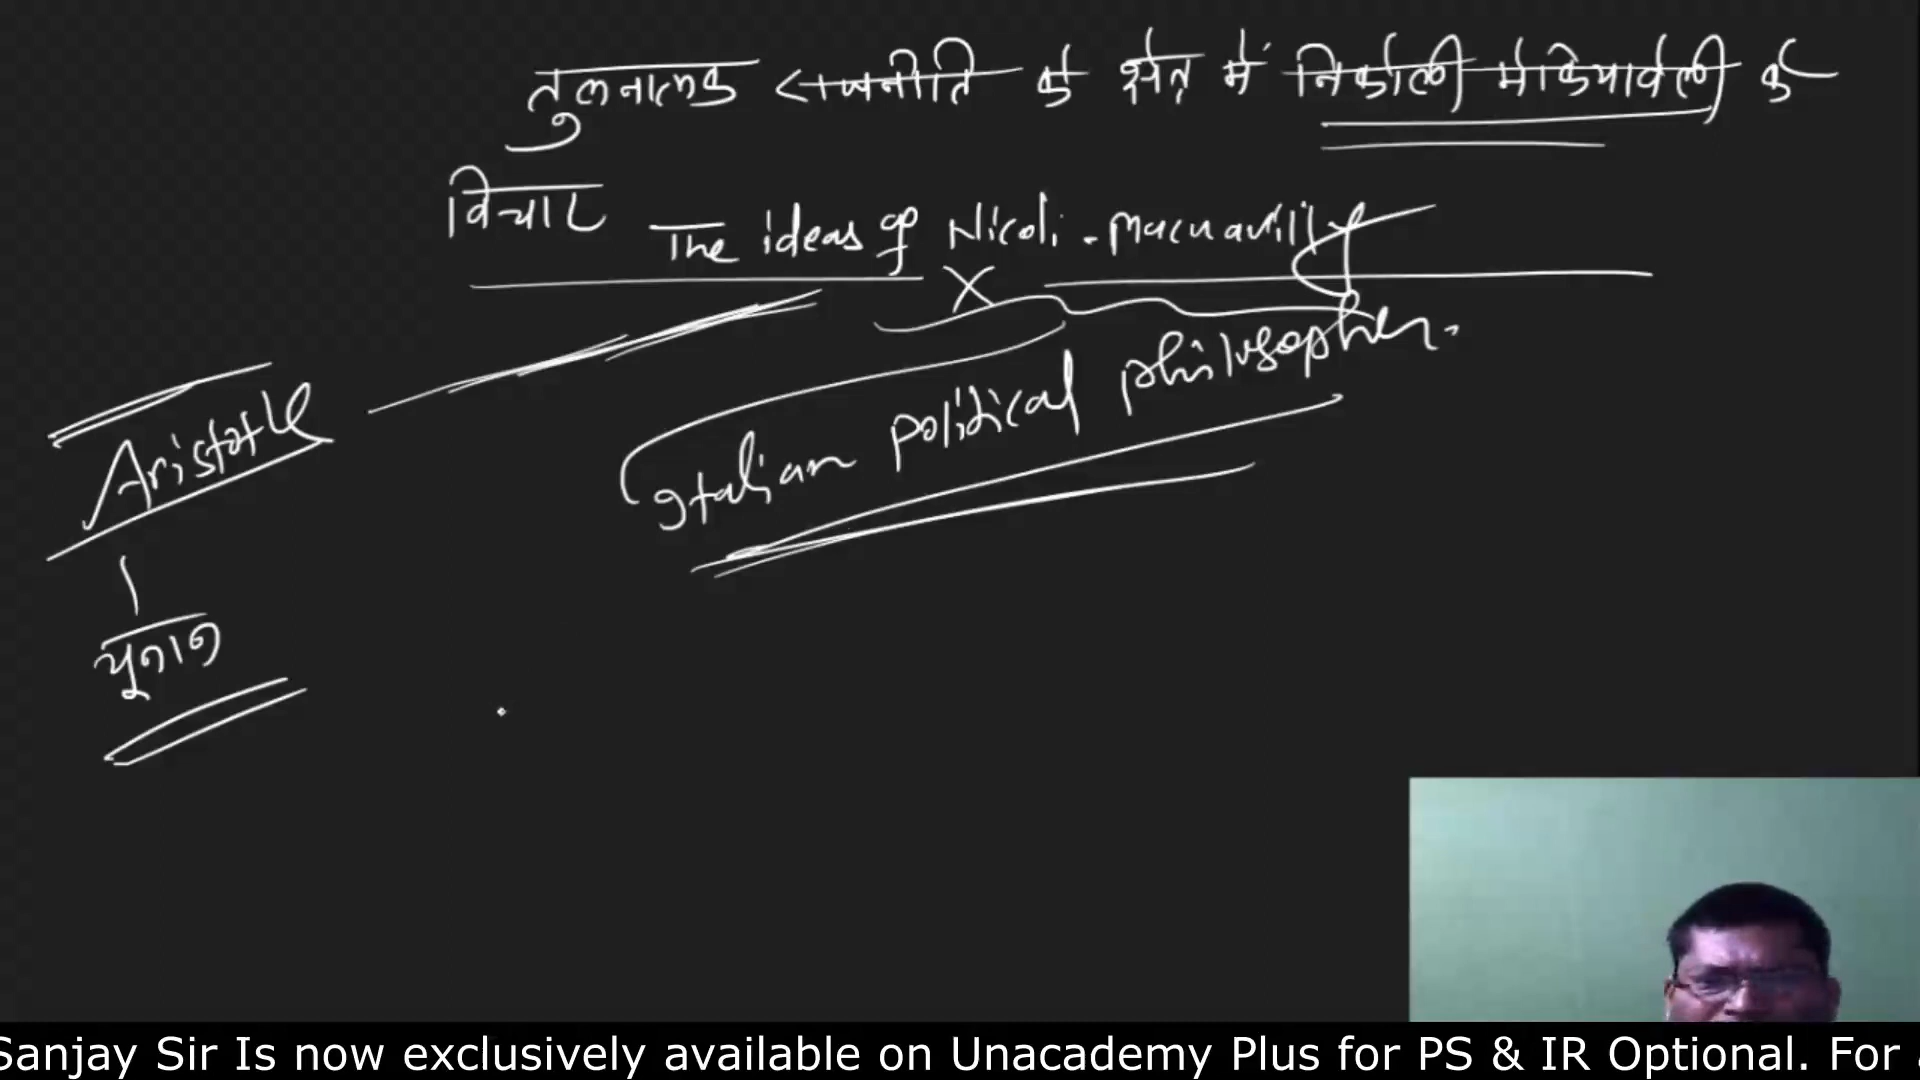 तुलनात्मक राजनीति के क्षेत्र में निकोली मेकियावेली के
विचार The ideas of Nicoli - Macuavilly
Italian political philosopher.
Aristotle
यूनान
Sanjay Sir Is now exclusively available on Unacademy Plus for PS & IR Optional. For